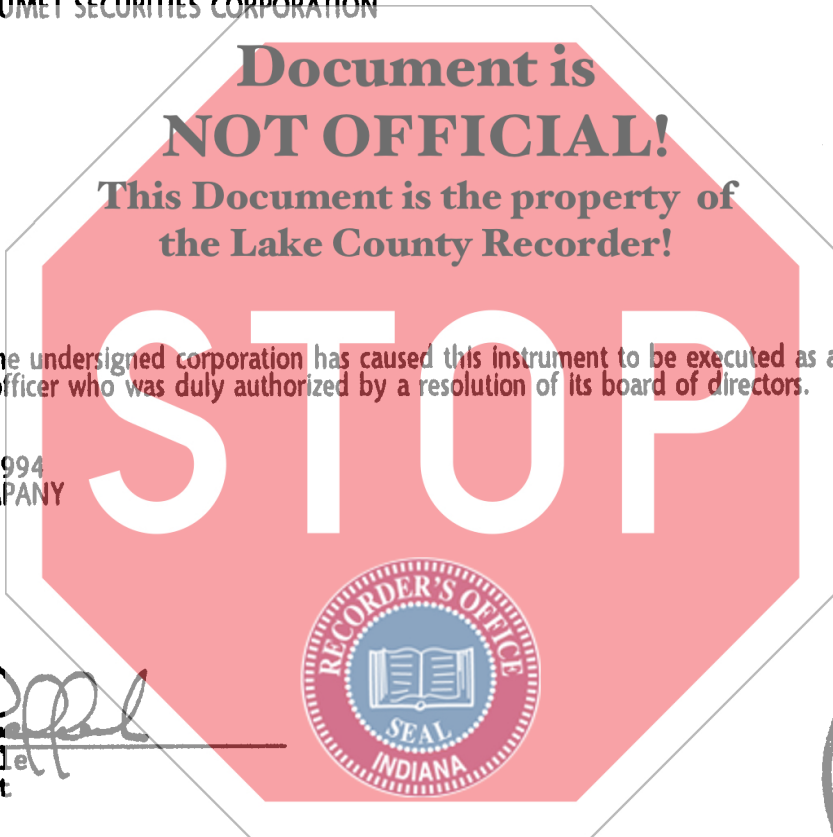 UMET SECURITIES CORPORATION
Document is
NOT OFFICIAL!
This Document is the property of
the Lake County Recorder!
STOP
he undersigned corporation has caused this instrument to be executed as a
fficer who was duly authorized by a resolution of its board of directors.
994
PANY
RECORDER'S OFFICE
SEAL
INDIANA
le
t